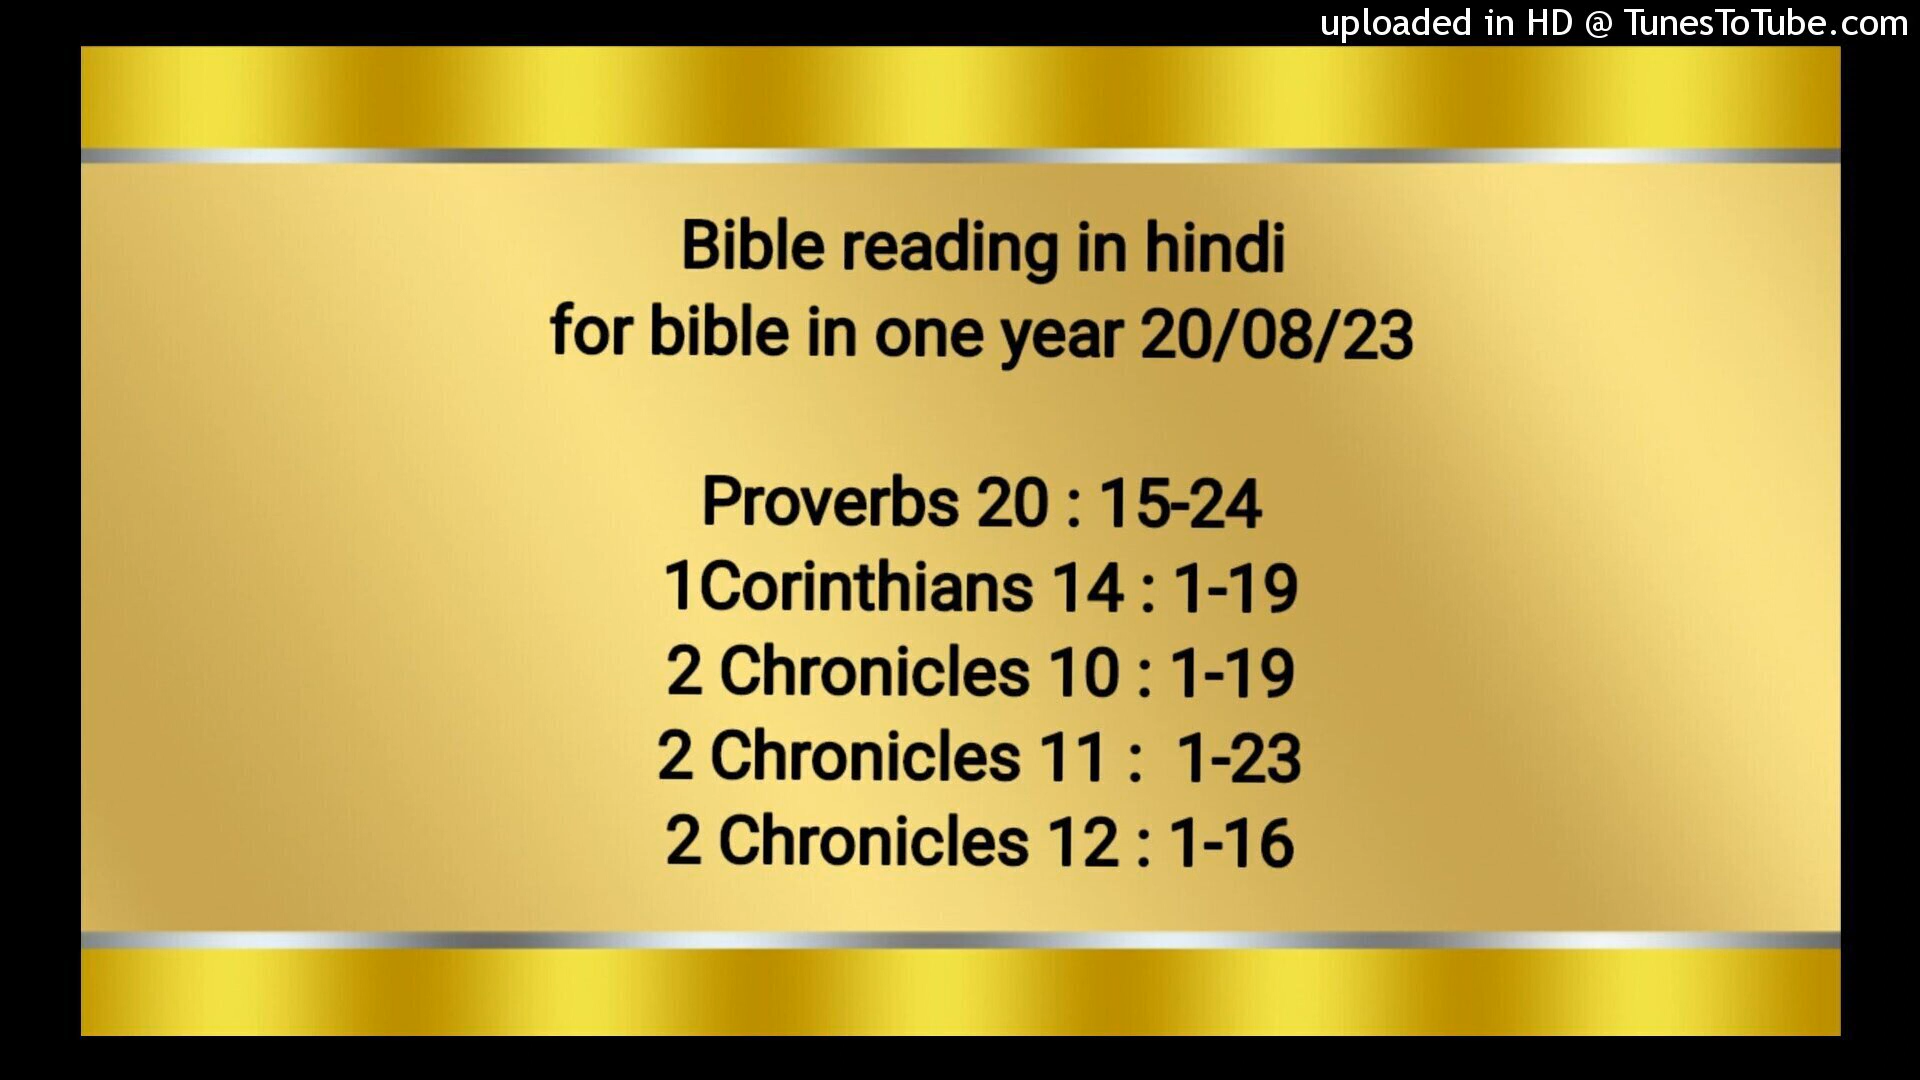 uploaded in HD @ TunesToTube.com
Bible reading in hindi
for bible in one year 20/08/23
Proverbs 20 : 15-24
1Corinthians 14 : 1-19
2 Chronicles 10 : 1-19
2 Chronicles 11 :  1-23
2 Chronicles 12 : 1-16